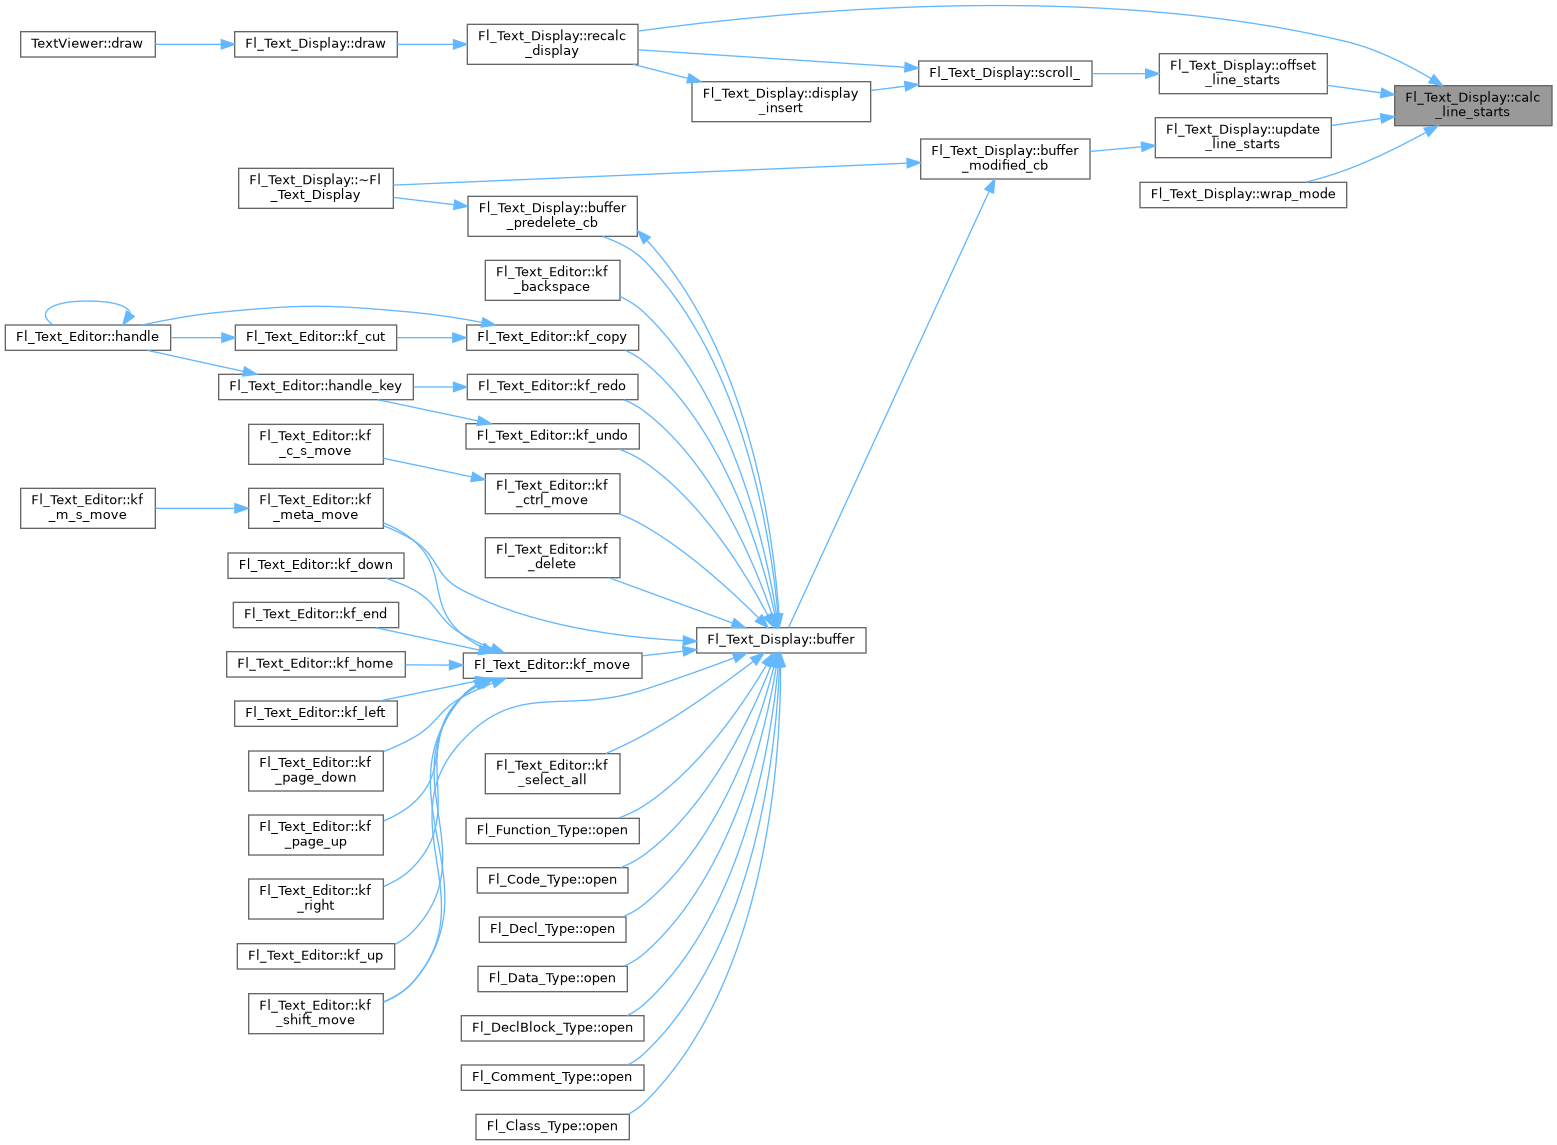 TextViewer::draw
Fl_Text_Display::draw
Fl_Text_Display::recalc
_display
Fl_Text_Display::display
_insert
Fl_Text_Display::scroll_
Fl_Text_Display::offset
_line_starts
Fl_Text_Display::calc
_line_starts
Fl_Text_Display::update
_line_starts
Fl_Text_Display::wrap_mode
Fl_Text_Display::buffer
_modified_cb
Fl_Text_Display::~Fl
_Text_Display
Fl_Text_Display::buffer
_predelete_cb
Fl_Text_Editor::kf
_backspace
Fl_Text_Editor::handle
Fl_Text_Editor::kf_cut
Fl_Text_Editor::kf_copy
Fl_Text_Editor::handle_key
Fl_Text_Editor::kf_redo
Fl_Text_Editor::kf_undo
Fl_Text_Editor::kf
_c_s_move
Fl_Text_Editor::kf
_ctrl_move
Fl_Text_Editor::kf
_m_s_move
Fl_Text_Editor::kf
_meta_move
Fl_Text_Editor::kf
_delete
Fl_Text_Editor::kf_down
Fl_Text_Editor::kf_end
Fl_Text_Display::buffer
Fl_Text_Editor::kf_home
Fl_Text_Editor::kf_move
Fl_Text_Editor::kf_left
Fl_Text_Editor::kf
_page_down
Fl_Text_Editor::kf
_select_all
Fl_Text_Editor::kf
_page_up
Fl_Function_Type::open
Fl_Text_Editor::kf
_right
Fl_Code_Type::open
Fl_Decl_Type::open
Fl_Text_Editor::kf_up
Fl_Data_Type::open
Fl_Text_Editor::kf
_shift_move
Fl_DeclBlock_Type::open
Fl_Comment_Type::open
Fl_Class_Type::open